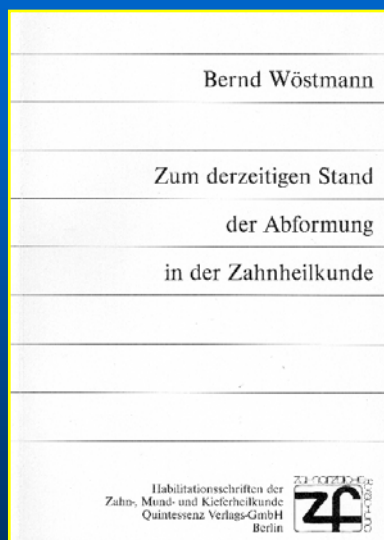 Bernd Wöstmann
Zum derzeitigen Stand
der Abformung
in der Zahnheilkunde
Habilitationsschriften der
Zahn-, Mund- und Kieferheilkunde
Quintessenz Verlags-GmbH
Berlin
zf